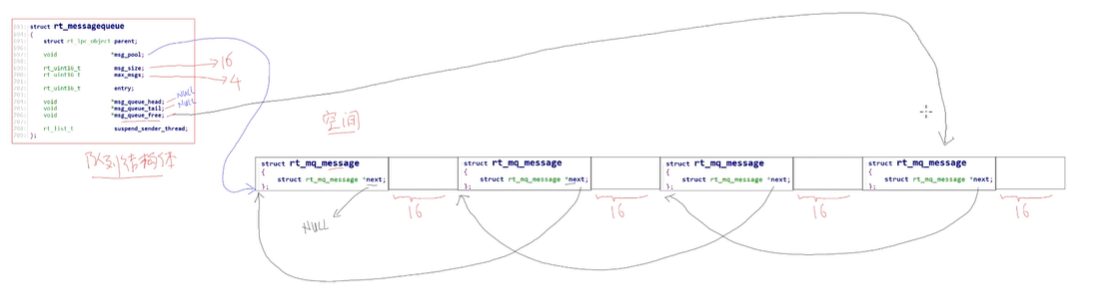 struct rt_messagequeue
{
struct rt_ipc_object parent;
void *msg_pool;
rt_uint16_t msg_size;
rt_uint16_t max_msgs;
rt_uint16_t entry;
void *msg_queue_head;
void *msg_queue_tail;
void *msg_queue_free;
rt_list_t suspend_sender_thread;
};
16
4
NULL
NULL
队列结构体
空间
struct rt_mq_message
{
struct rt_mq_message *next;
};
struct rt_mq_message
{
struct rt_mq_message *next;
};
struct rt_mq_message
{
struct rt_mq_message *next;
};
struct rt_mq_message
{
struct rt_mq_message *next;
};
NULL
16
16
16
16